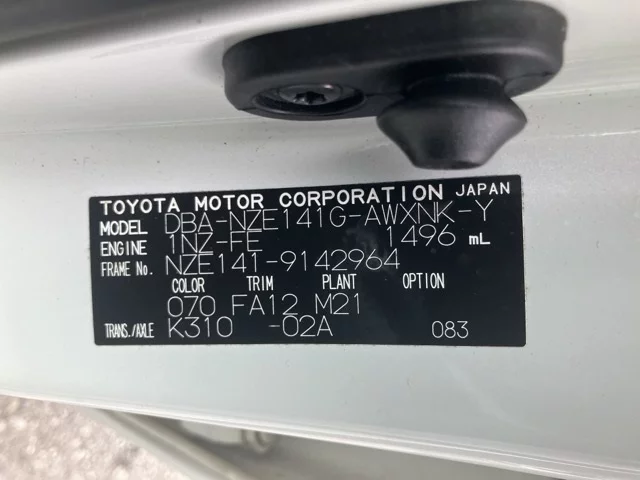 TOYOTA MOTOR CORPORATION JAPAN
MODEL DBA-NZE141G-AWXNK-Y
ENGINE 1NZ-FE 1496 mL
FRAME No. NZE141-9142964
COLOR TRIM PLANT OPTION
070 FA12 M21
TRANS./AXLE K310 -02A 083